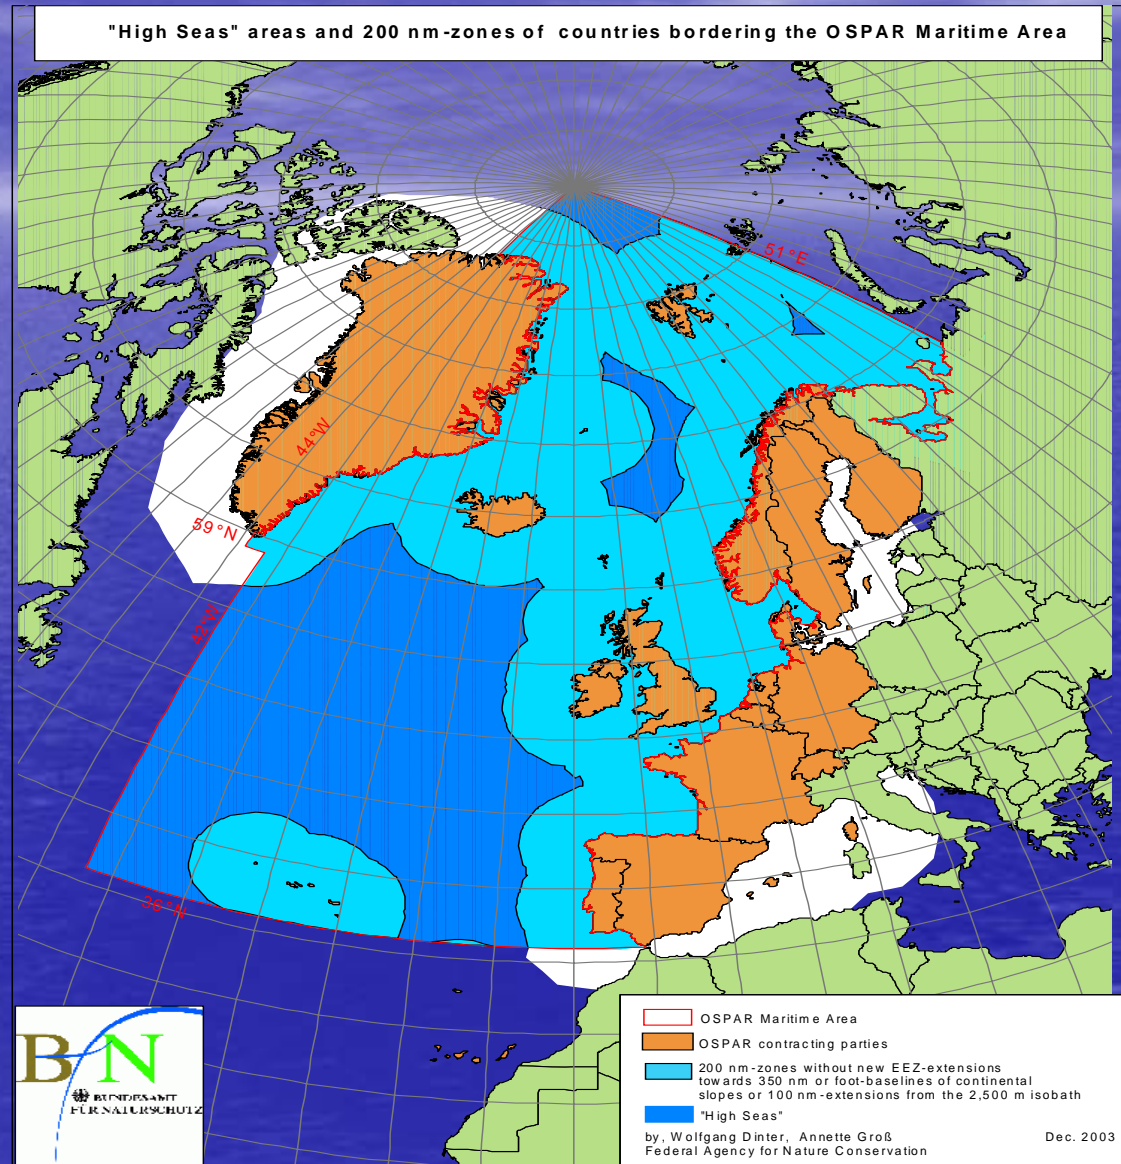 "High Seas" areas and 200 nm-zones of countries bordering the OSPAR Maritime Area
51°E
44°W
59°N
42°W
36°N
OSPAR Maritime Area
OSPAR contracting parties
200 nm-zones without new EEZ-extensions
towards 350 nm or foot-baselines of continental
slopes or 100 nm-extensions from the 2,500 m isobath
"High Seas"
by, Wolfgang Dinter, Annette Groß
Dec. 2003
Federal Agency for Nature Conservation
BfN
BUNDESAMT
FÜR NATURSCHUTZ